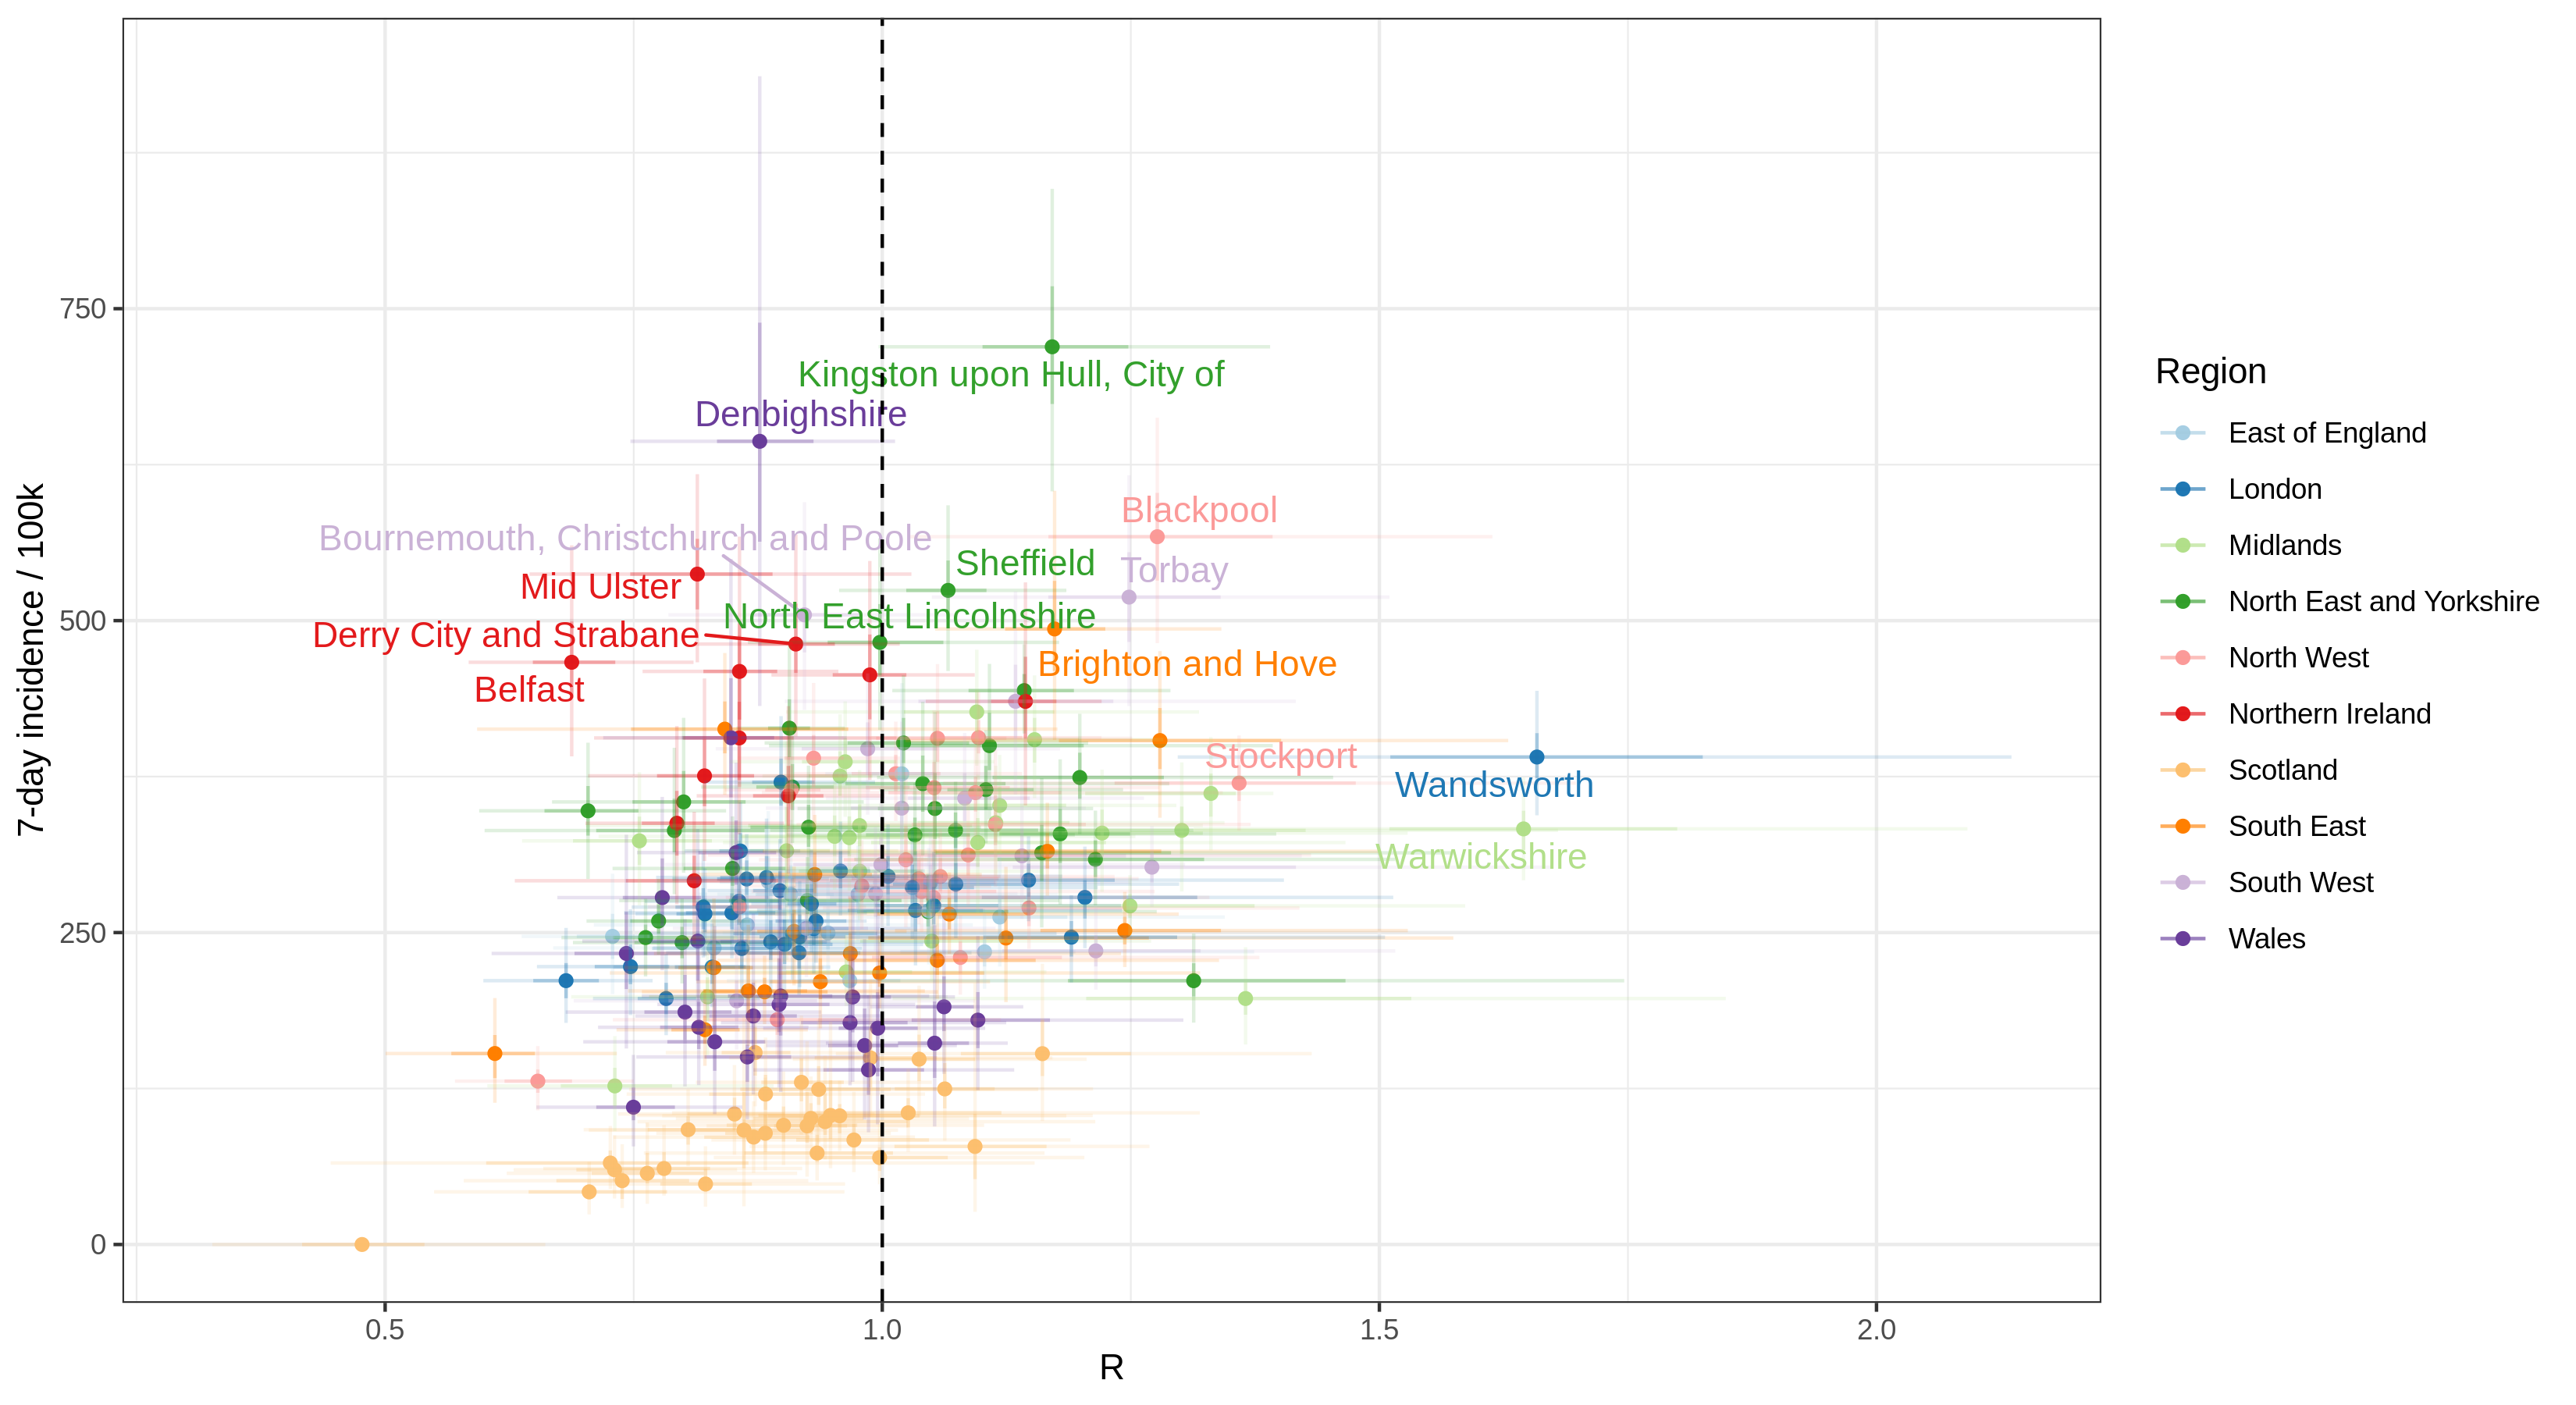 Kingston upon Hull, City of
Denbighshire
Blackpool
Bournemouth, Christchurch and Poole
Sheffield
Torbay
Mid Ulster
North East Lincolnshire
Derry City and Strabane
Brighton and Hove
Belfast
Stockport
Wandsworth
Warwickshire
750
500
250
0
7-day incidence / 100k
0.5
1.0
1.5
2.0
R
Region
East of England
London
Midlands
North East and Yorkshire
North West
Northern Ireland
Scotland
South East
South West
Wales